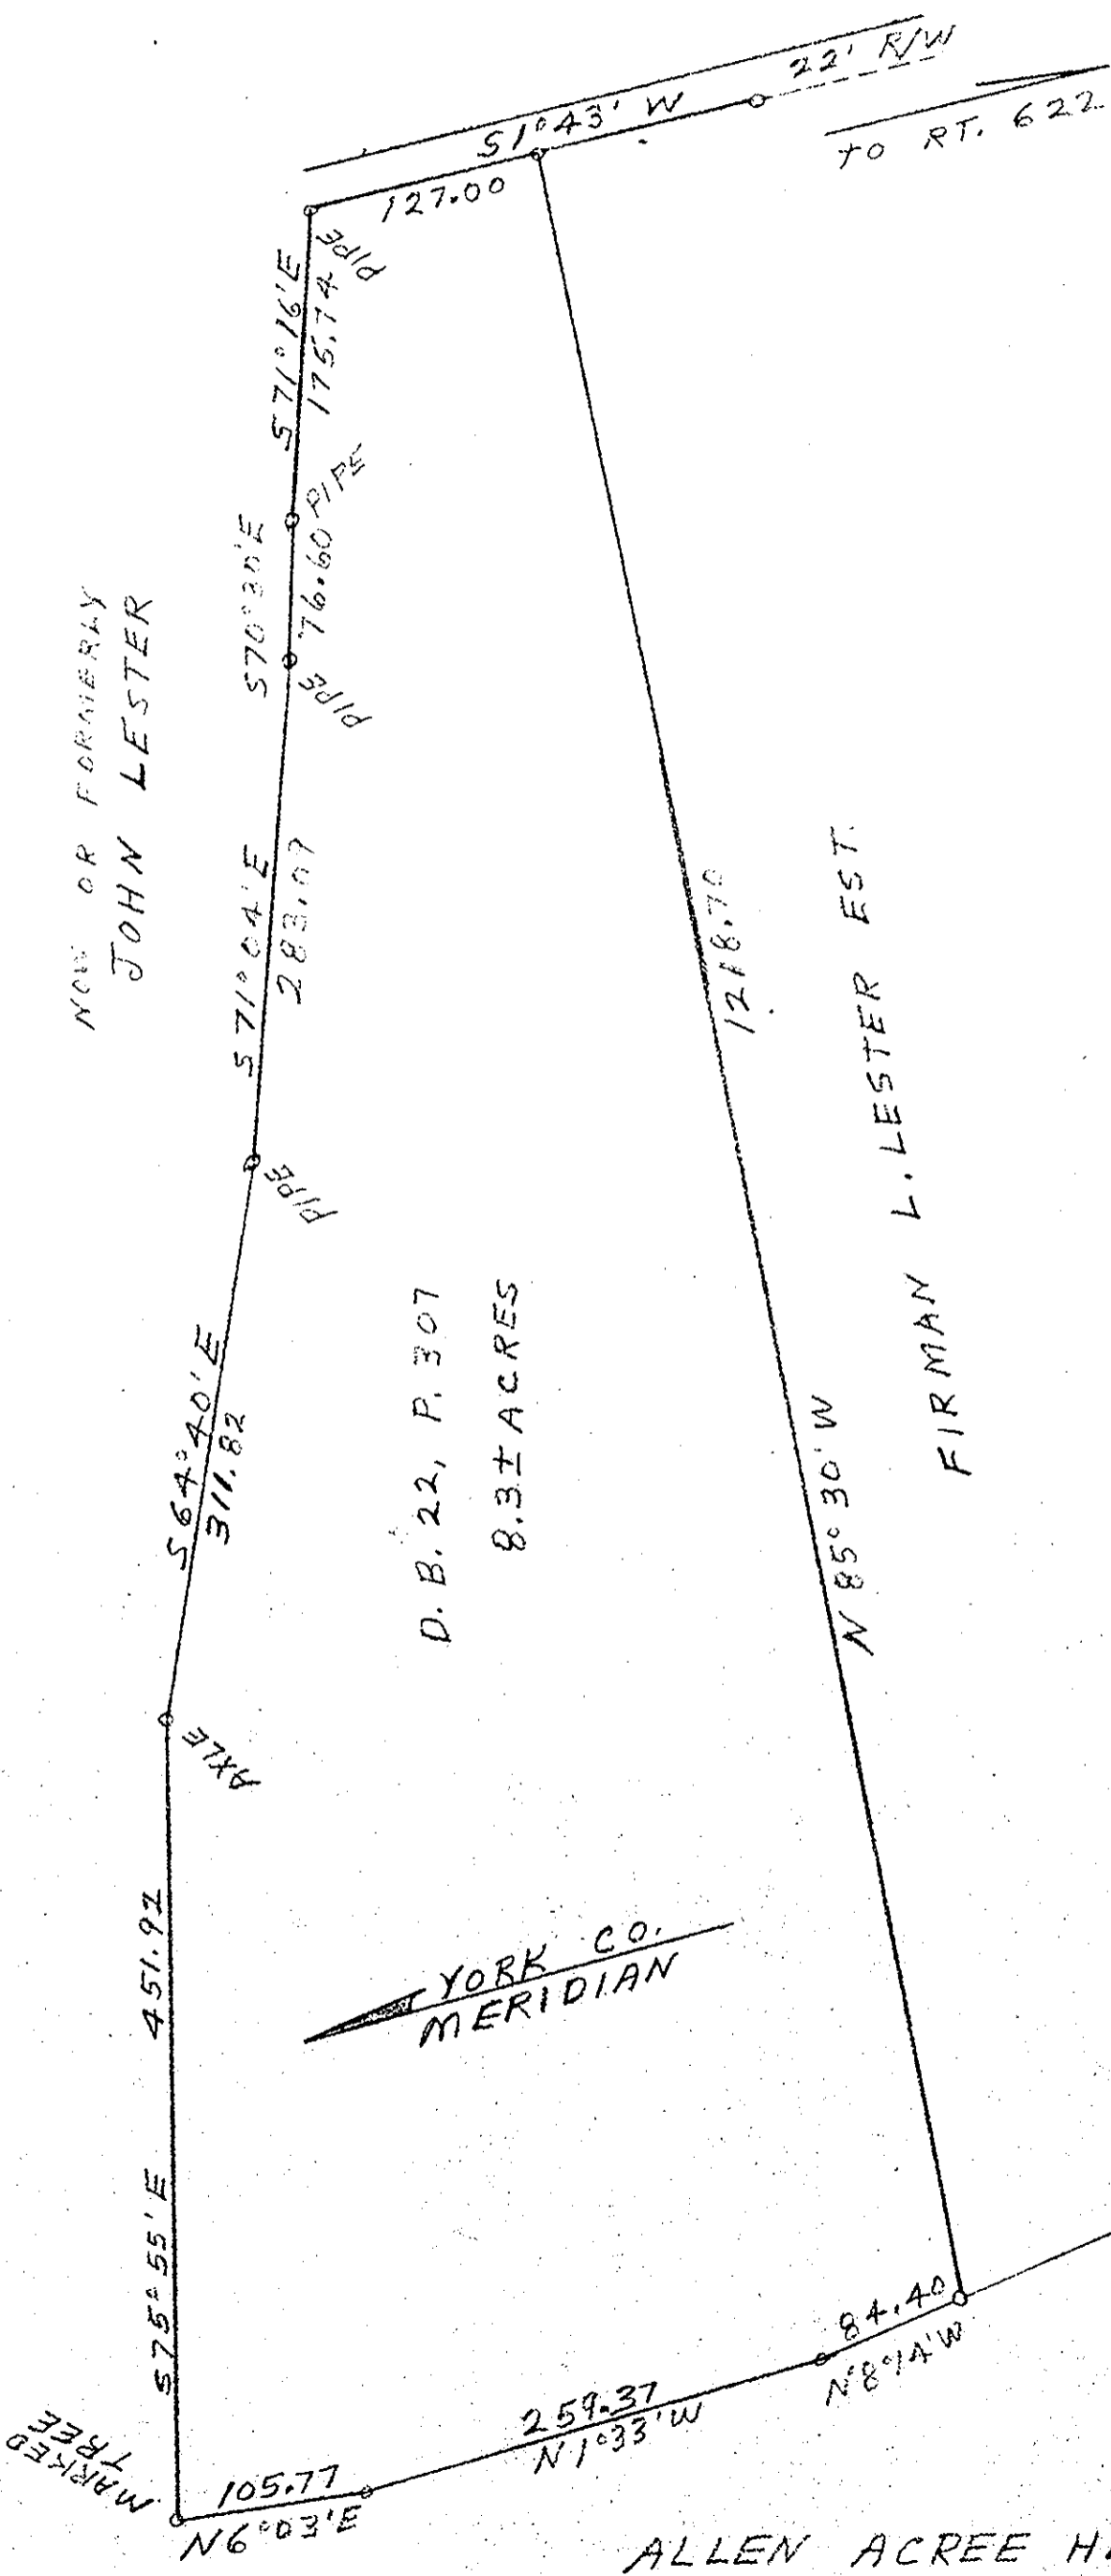 22' R/W
TO RT. 622
S1°43' W
127.00
PIPE
S71°16'E
175.74
PIPE
S70°30'E
76.60
PIPE
NOW OR FORMERLY
JOHN LESTER
S71°04'E
283.09
PIPE
1218.70
N 85° 30' W
FIRMAN L. LESTER EST.
S64°40'E
311.82
AXLE
D. B. 22, P. 307
8.3± ACRES
YORK CO.
MERIDIAN
S75°55'E 451.92
MARKED
TREE
105.77
N6°03'E
259.37
N1°33'W
84.40
N8°14'W
ALLEN ACREE H.